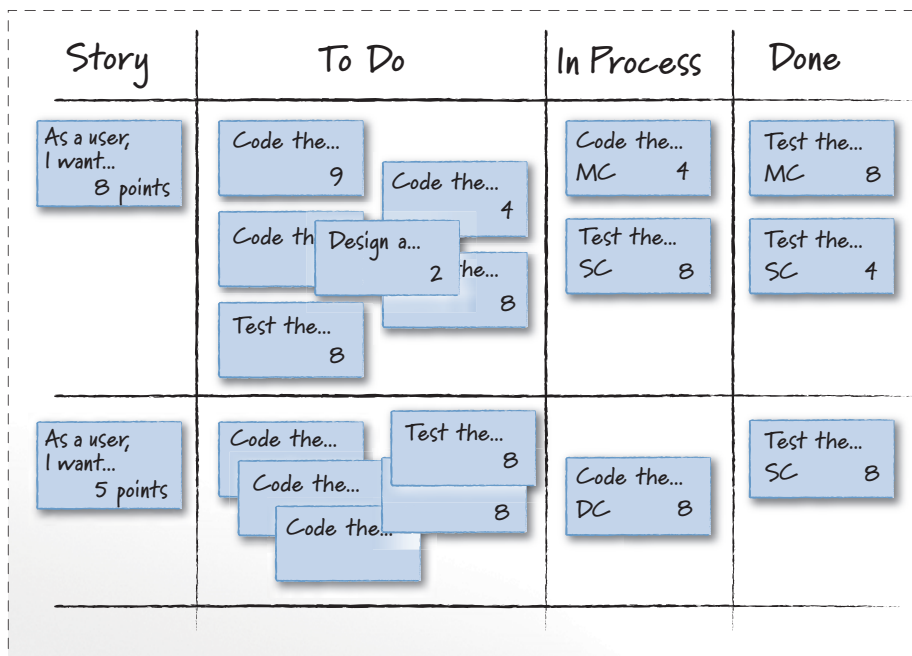 Story
To Do
In Process
Done
As a user,
I want...
8 points
Code the...
9
Code the...
4
Code th
Design a...
2
he...
8
Test the...
8
Code the...
MC 4
Test the...
SC 8
Test the...
MC 8
Test the...
SC 4
As a user,
I want...
5 points
Code the...
Code the...
Code the...
Test the...
8
8
Code the...
DC 8
Test the...
SC 8